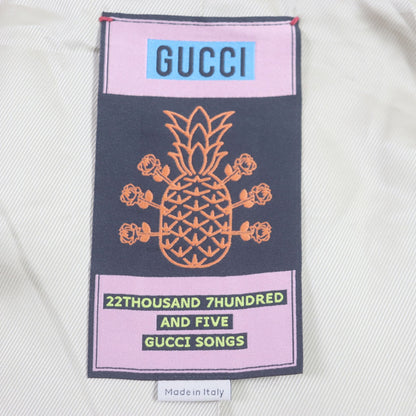 GUCCI
22THOUSAND 7HUNDRED
AND FIVE
GUCCI SONGS
Made in Italy